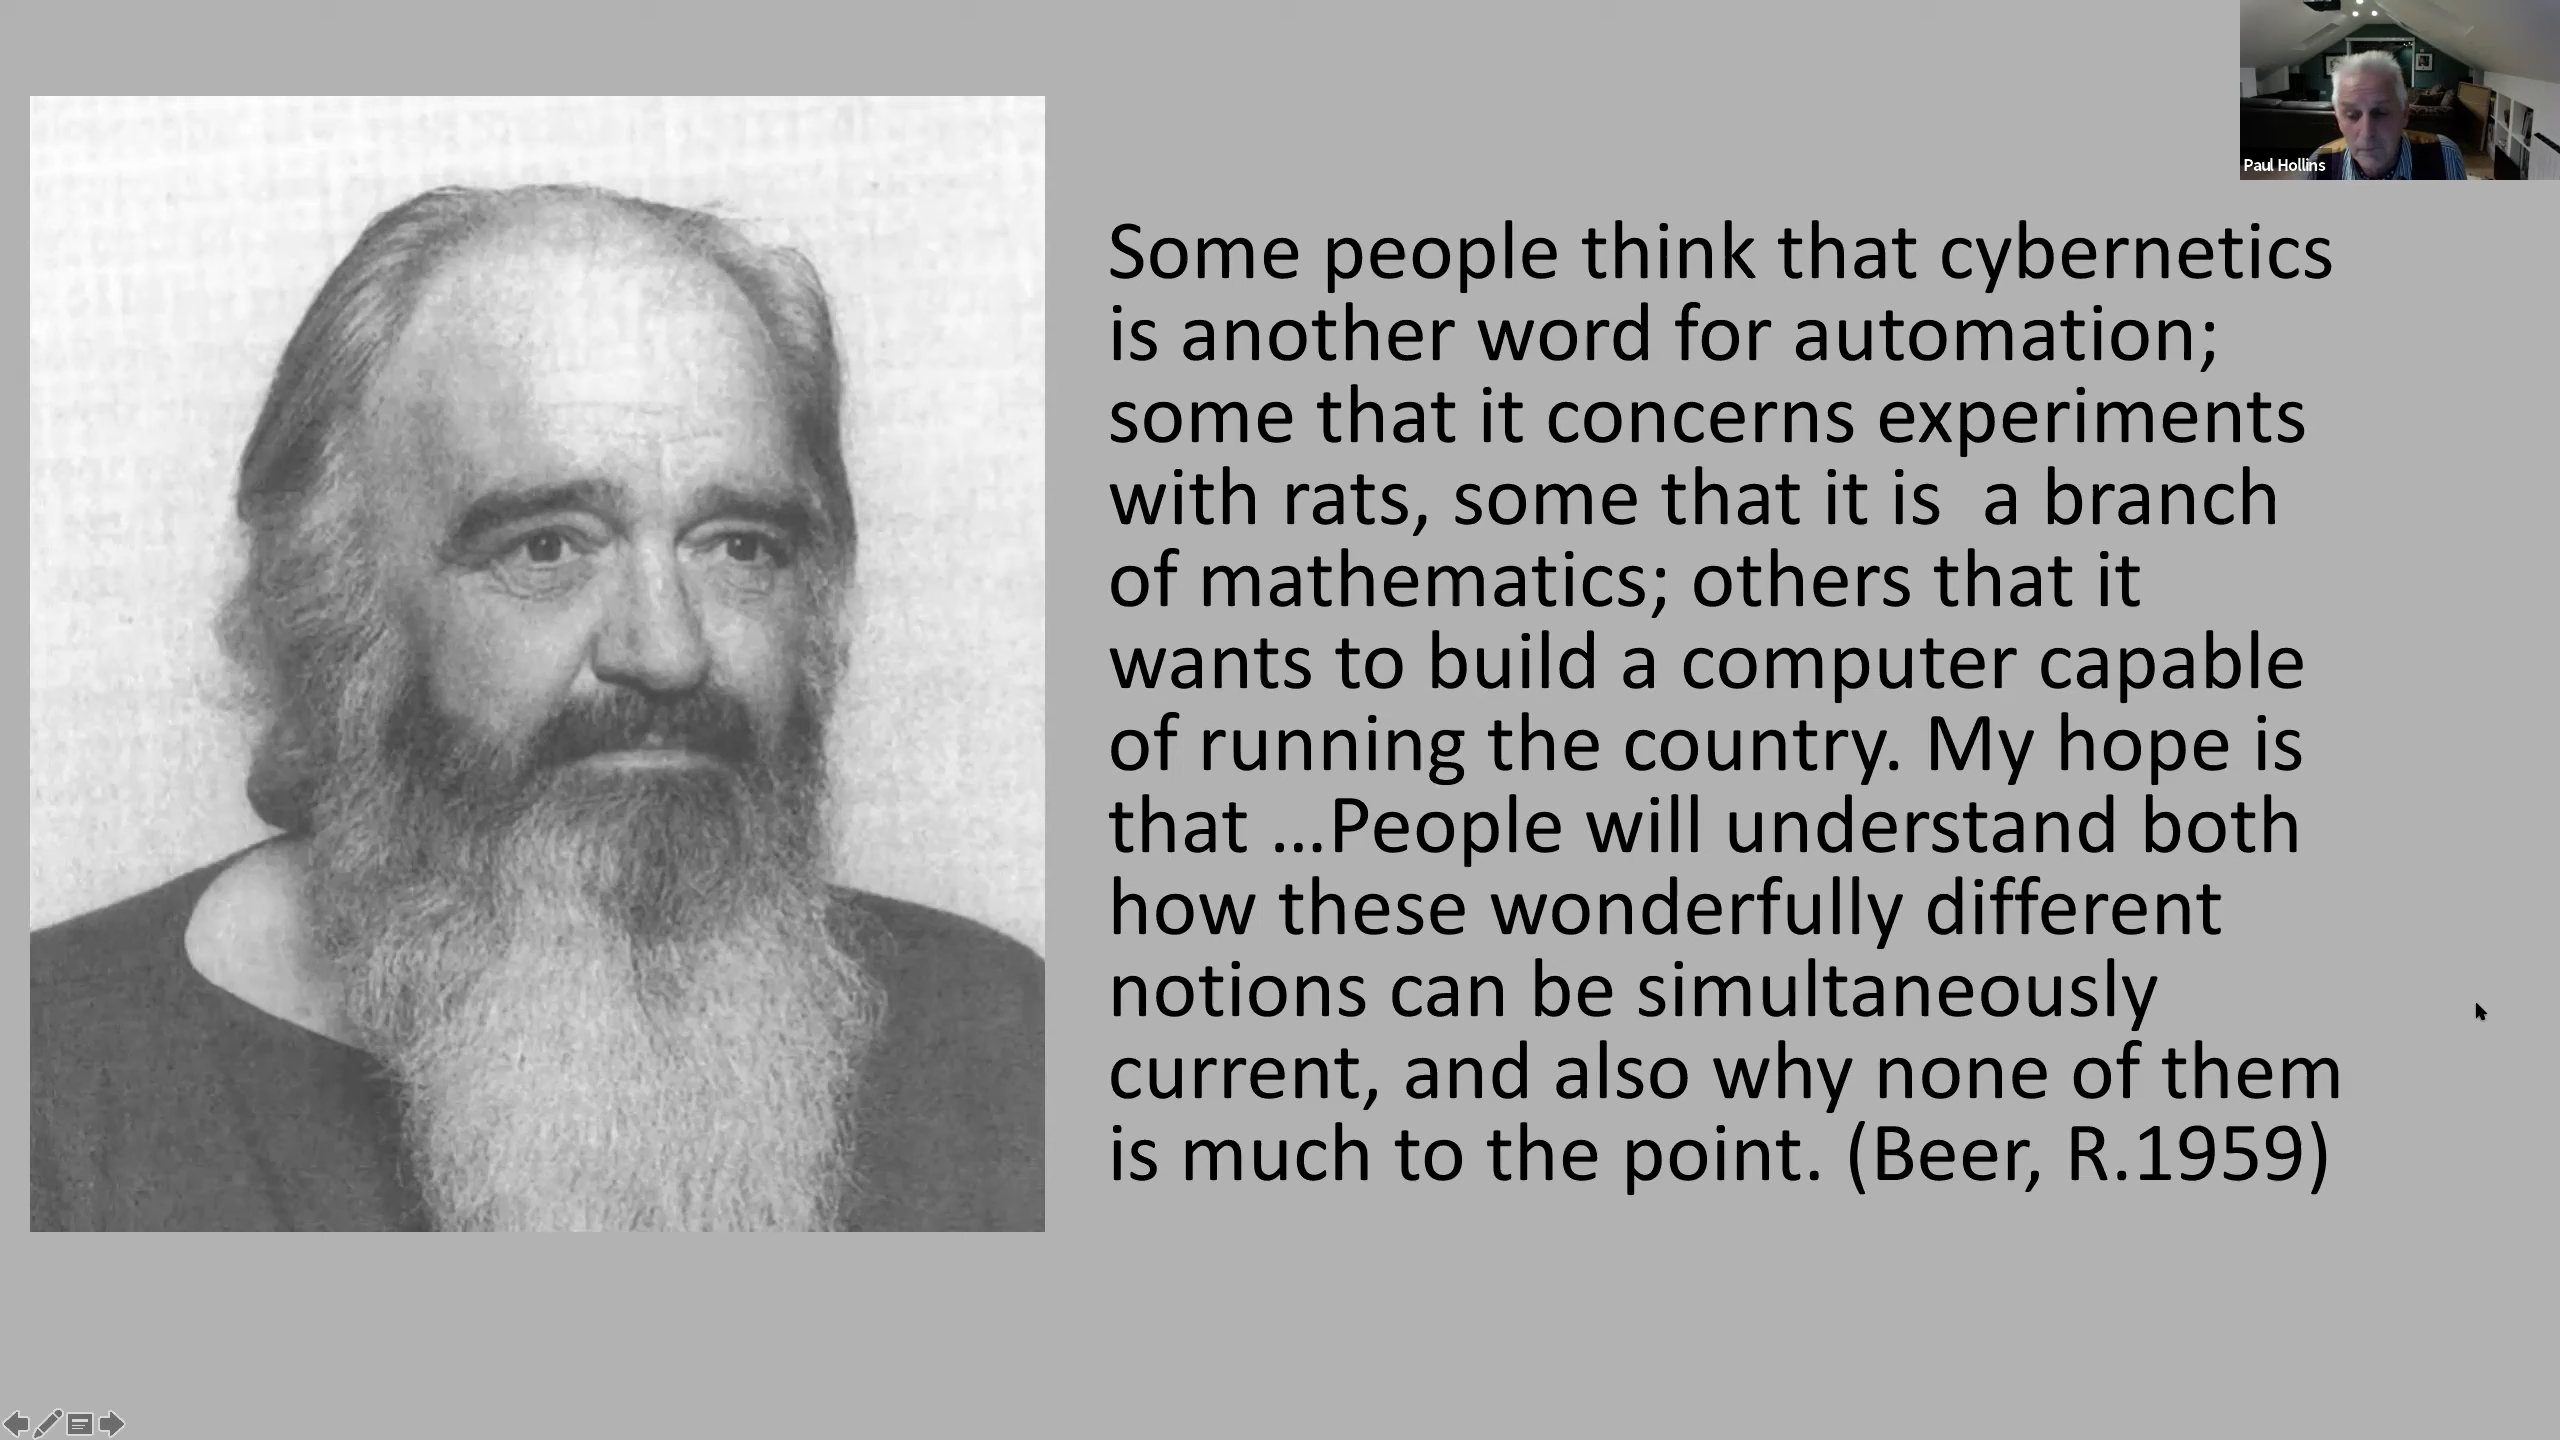 Paul Hollins
Some people think that cybernetics
is another word for automation;
some that it concerns experiments
with rats, some that it is  a branch
of mathematics; others that it
wants to build a computer capable
of running the country. My hope is
that ...People will understand both
how these wonderfully different
notions can be simultaneously
current, and also why none of them
is much to the point. (Beer, R.1959)